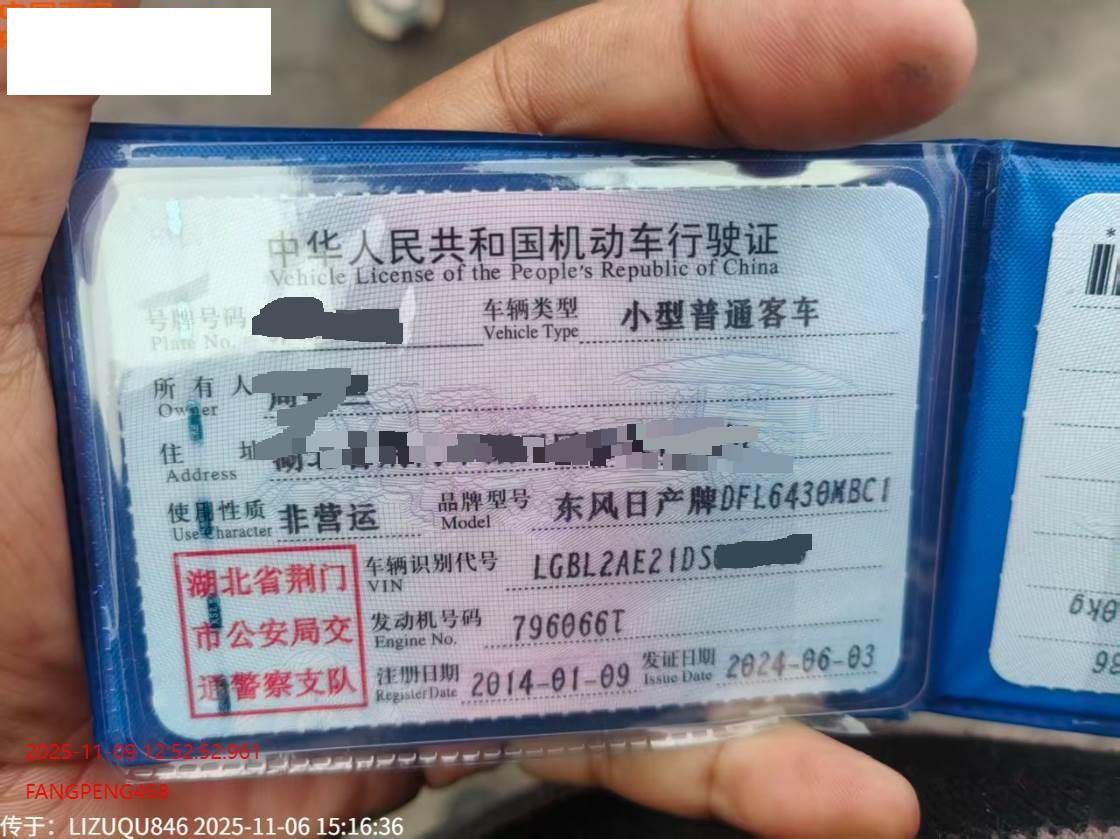 中华人民共和国机动车行驶证
Vehicle License of the People's Republic of China
号牌号码
Plate No.
车辆类型
Vehicle Type
小型普通客车
所有人
Owner
住址
Address
使用性质
Use Character
非营运
品牌型号
Model
东风日产牌DFL6430MBC1
车辆识别代号
VIN
LGBL2AE21DS
发动机号码
Engine No.
796066T
注册日期
Register Date
2014-01-09
发证日期
Issue Date
2024-06-03
湖北省荆门
市公安局交
通警察支队
2025-11-09 12:52:52.961
FANGPENG458
传于：LIZUQU846 2025-11-06 15:16:36